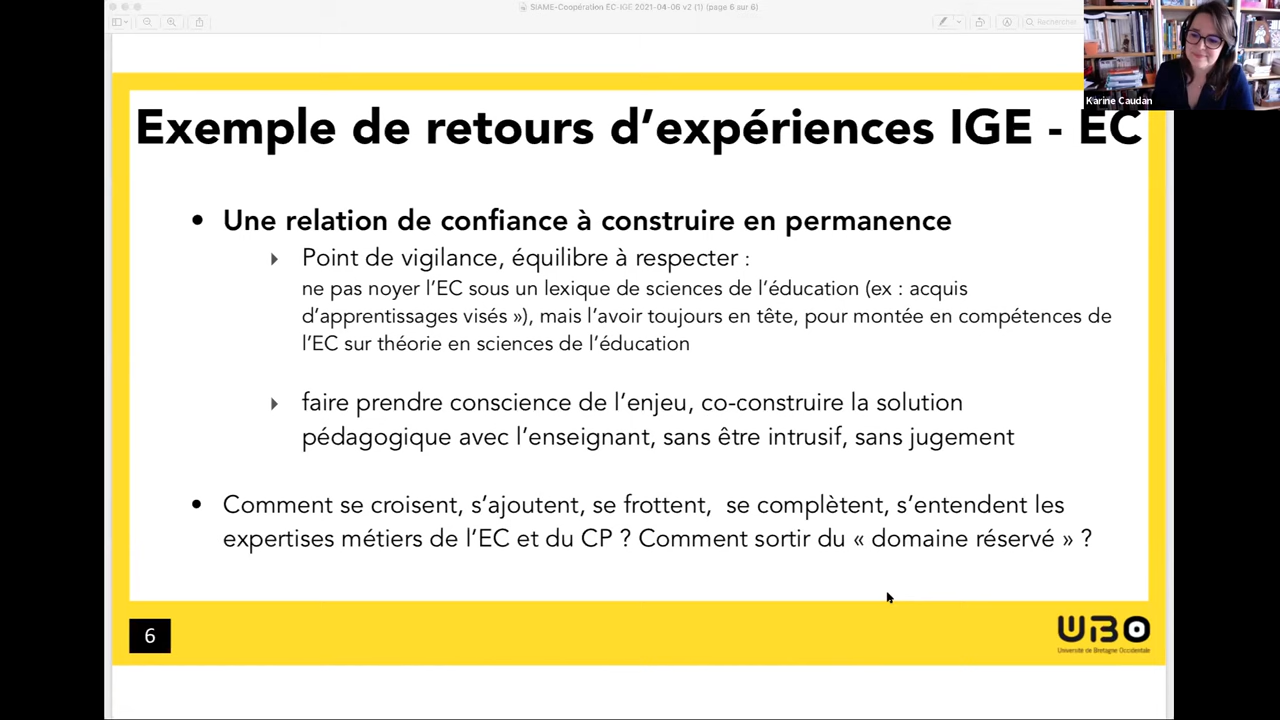 SIAME-Coopération EC-IGE 2021-04-06 v2 (1) (page 6 sur 6)
Rechercher
Karine Caudan
Exemple de retours d’expériences IGE - EC
• Une relation de confiance à construire en permanence
Point de vigilance, équilibre à respecter :
ne pas noyer l’EC sous un lexique de sciences de l’éducation (ex : acquis
d’apprentissages visés »), mais l’avoir toujours en tête, pour montée en compétences de
l’EC sur théorie en sciences de l’éducation
faire prendre conscience de l’enjeu, co-construire la solution
pédagogique avec l’enseignant, sans être intrusif, sans jugement
• Comment se croisent, s’ajoutent, se frottent,  se complètent, s’entendent les
expertises métiers de l’EC et du CP ? Comment sortir du « domaine réservé » ?
6
UBO
Université de Bretagne Occidentale